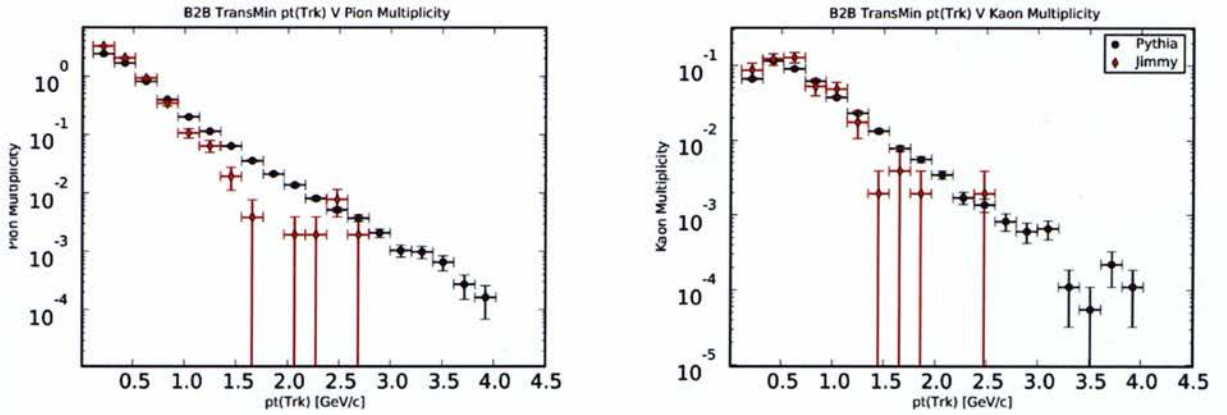 B2B TransMin pt(Trk) V Pion Multiplicity
10^0
10^-1
10^-2
10^-3
10^-4
Pion Multiplicity
0.5 1.0 1.5 2.0 2.5 3.0 3.5 4.0 4.5
pt(Trk) [GeV/c]
B2B TransMin pt(Trk) V Kaon Multiplicity
Pythia
Jimmy
10^-1
10^-2
10^-3
10^-4
10^-5
Kaon Multiplicity
0.5 1.0 1.5 2.0 2.5 3.0 3.5 4.0 4.5
pt(Trk) [GeV/c]